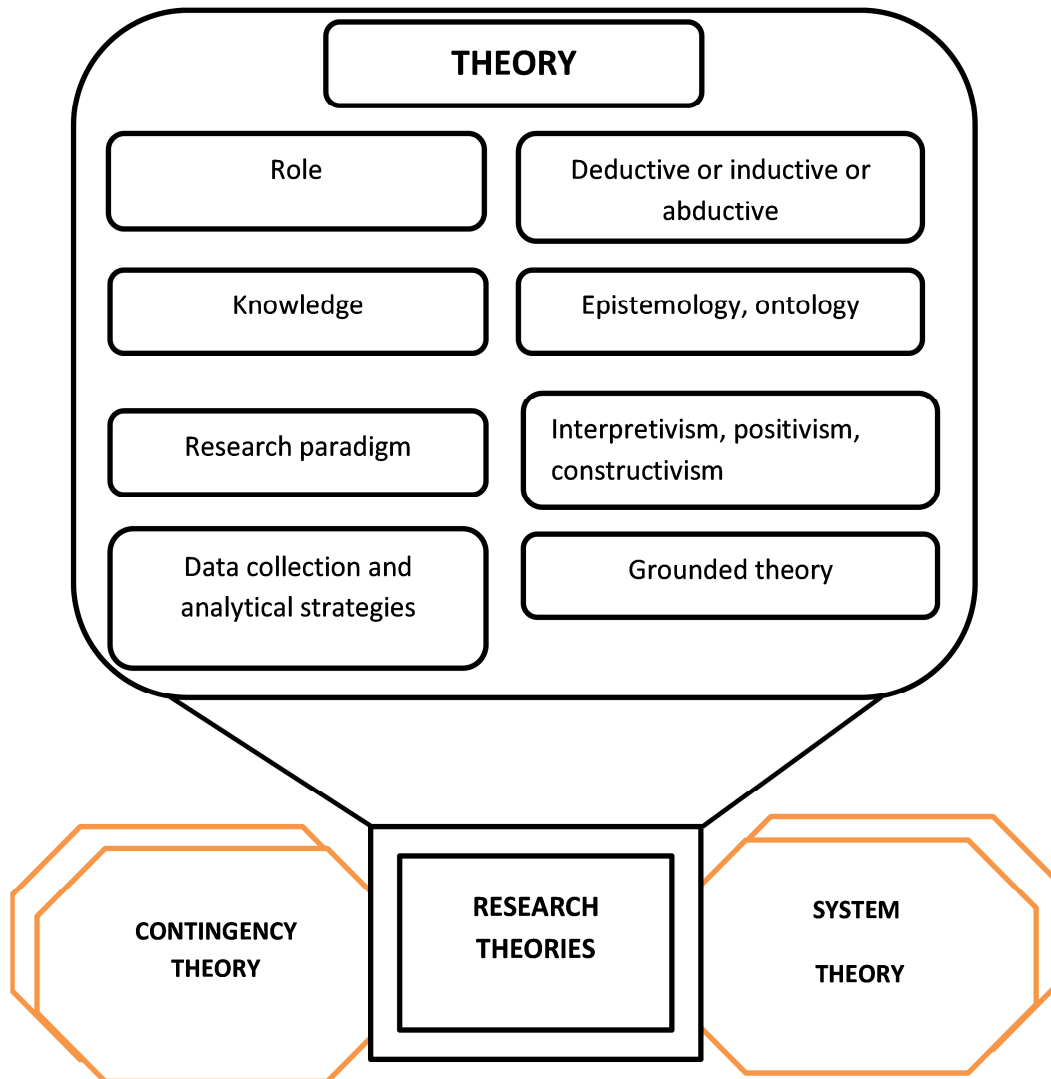 THEORY
Role
Deductive or inductive or
abductive
Knowledge
Epistemology, ontology
Research paradigm
Interpretivism, positivism,
constructivism
Data collection and
analytical strategies
Grounded theory
CONTINGENCY
THEORY
RESEARCH
THEORIES
SYSTEM
THEORY